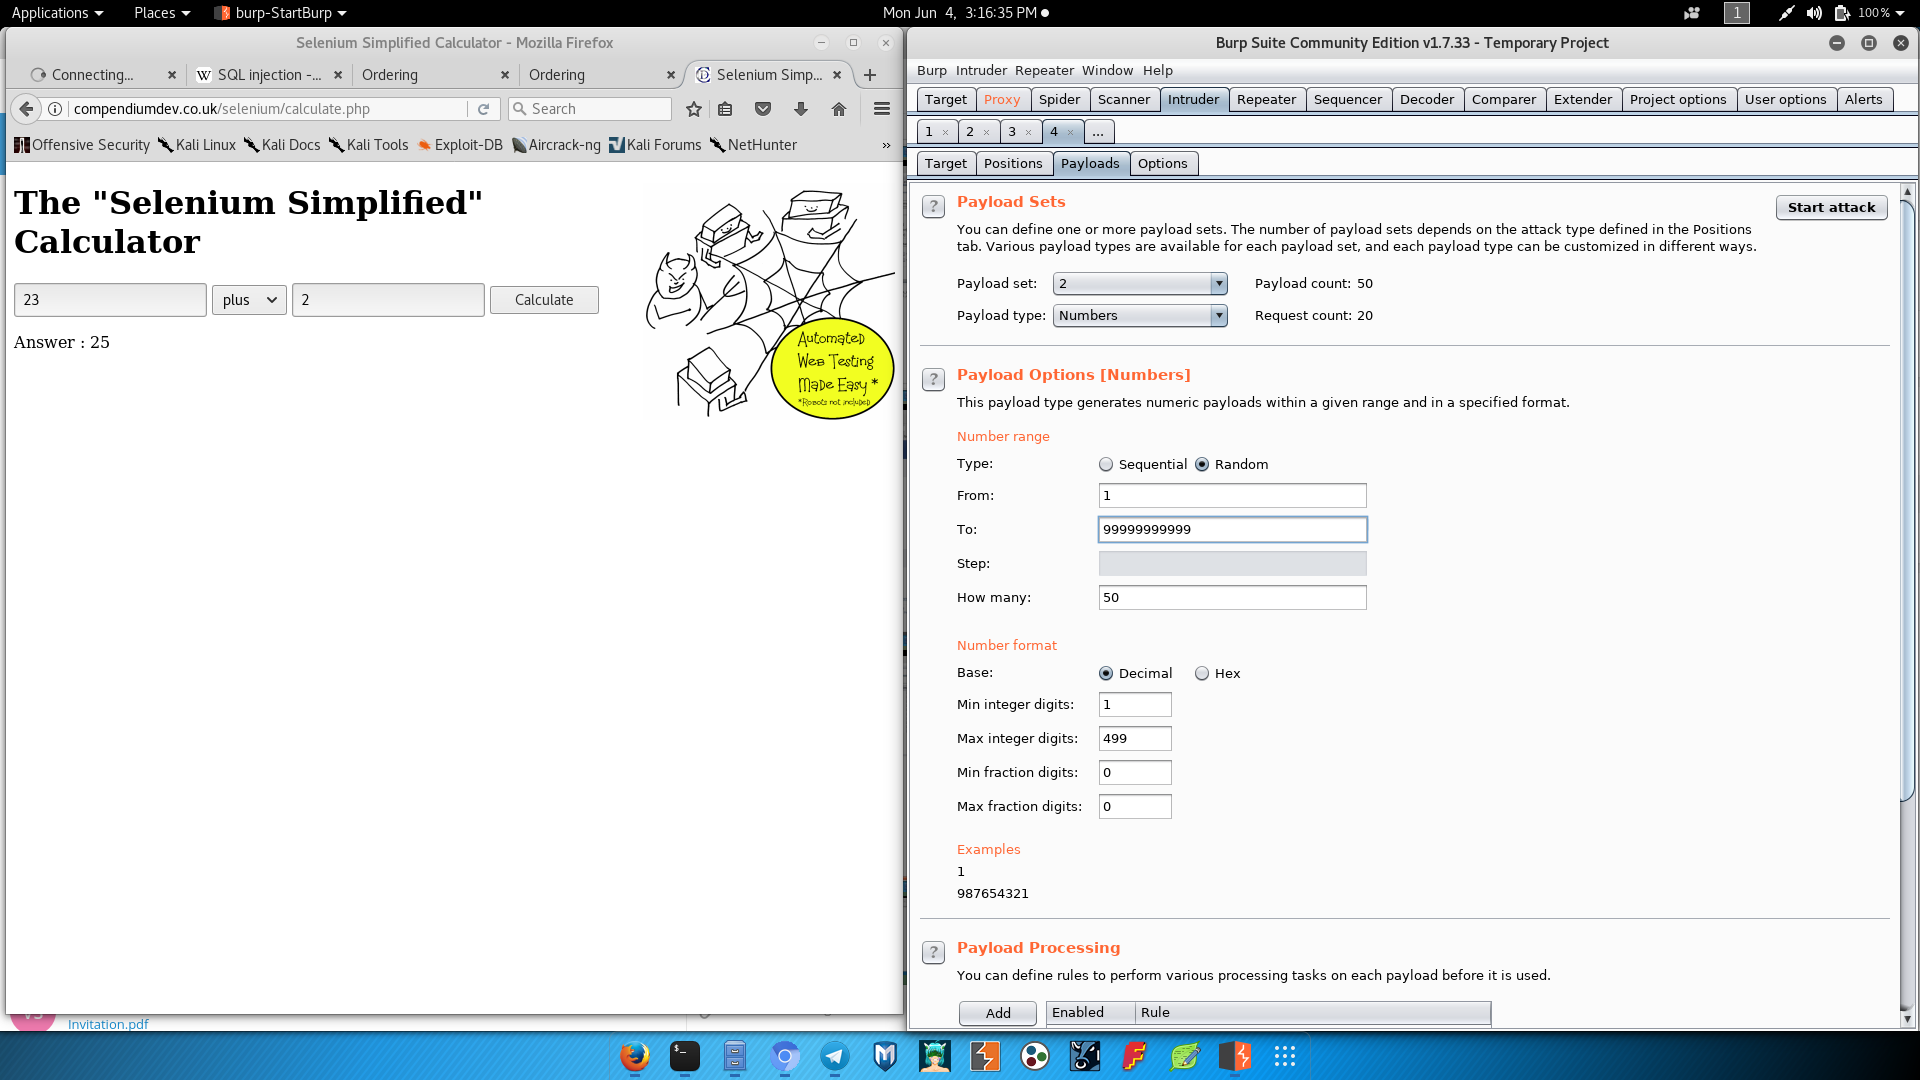 Applications Places burp-StartBurp Mon Jun 4, 3:16:35 PM 1 100%
Selenium Simplified Calculator - Mozilla Firefox
Connecting... SQL injection -... Ordering Ordering Selenium Simp...
compendiumdev.co.uk/selenium/calculate.php Search
Offensive Security Kali Linux Kali Docs Kali Tools Exploit-DB Aircrack-ng Kali Forums NetHunter »
The "Selenium Simplified"
Calculator
23 plus 2 Calculate
Answer : 25
Automated
Web Testing
Made Easy *
*Robots not included
Invitation.pdf
Burp Suite Community Edition v1.7.33 - Temporary Project
Burp Intruder Repeater Window Help
Target Proxy Spider Scanner Intruder Repeater Sequencer Decoder Comparer Extender Project options User options Alerts
1 × 2 × 3 × 4 × ...
Target Positions Payloads Options
? Payload Sets Start attack
You can define one or more payload sets. The number of payload sets depends on the attack type defined in the Positions
tab. Various payload types are available for each payload set, and each payload type can be customized in different ways.
Payload set: 2 Payload count: 50
Payload type: Numbers Request count: 20
? Payload Options [Numbers]
This payload type generates numeric payloads within a given range and in a specified format.
Number range
Type: Sequential Random
From: 1
To: 99999999999
Step:
How many: 50
Number format
Base: Decimal Hex
Min integer digits: 1
Max integer digits: 499
Min fraction digits: 0
Max fraction digits: 0
Examples
1
987654321
? Payload Processing
You can define rules to perform various processing tasks on each payload before it is used.
Add Enabled Rule